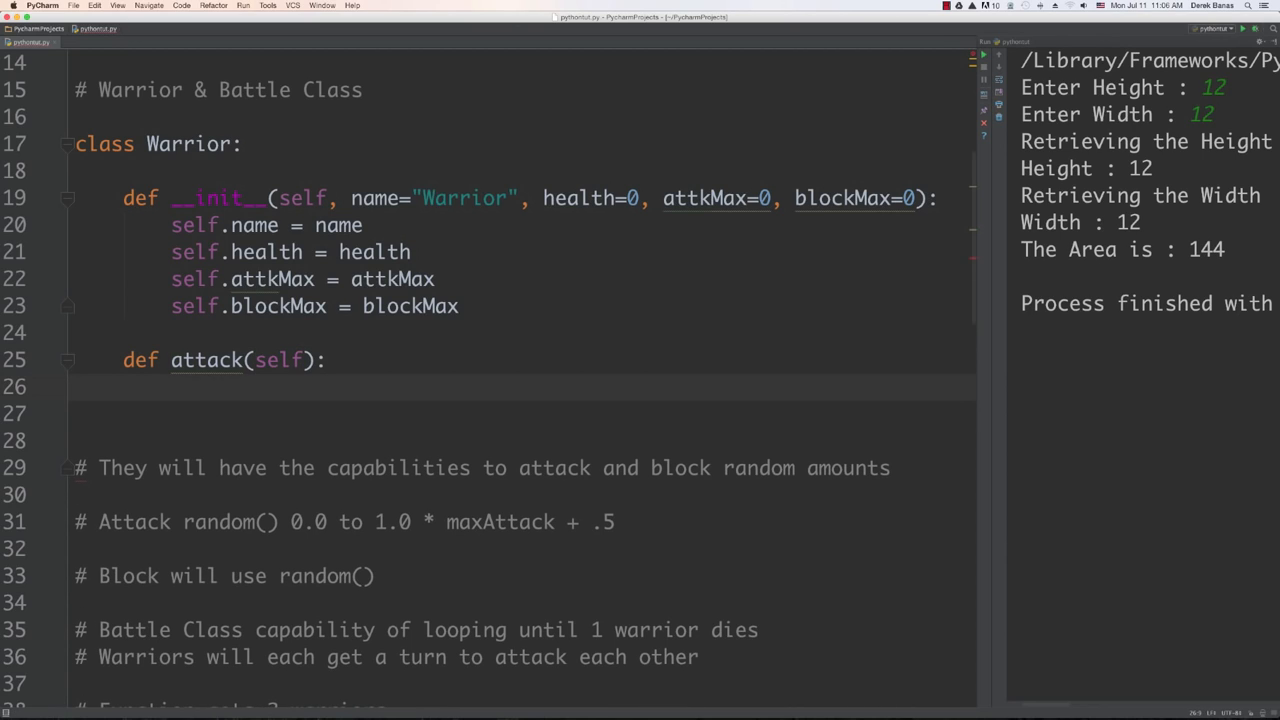 PyCharm File Edit View Navigate Code Refactor Run Tools VCS Window Help 10 Mon Jul 11 11:06 AM Derek Banas
pythontut.py - PyCharmProjects - [~/PycharmProjects]
PycharmProjects pythontut.py pythontut
pythontut.py
Run: pythontut
14
15 # Warrior & Battle Class
16
17 class Warrior:
18
19 def __init__(self, name="Warrior", health=0, attkMax=0, blockMax=0):
20 self.name = name
21 self.health = health
22 self.attkMax = attkMax
23 self.blockMax = blockMax
24
25 def attack(self):
26
27
28
29 # They will have the capabilities to attack and block random amounts
30
31 # Attack random() 0.0 to 1.0 * maxAttack + .5
32
33 # Block will use random()
34
35 # Battle Class capability of looping until 1 warrior dies
36 # Warriors will each get a turn to attack each other
37
/Library/Frameworks/Py
Enter Height : 12
Enter Width : 12
Retrieving the Height
Height : 12
Retrieving the Width
Width : 12
The Area is : 144
Process finished with
26:9 LF UTF-8